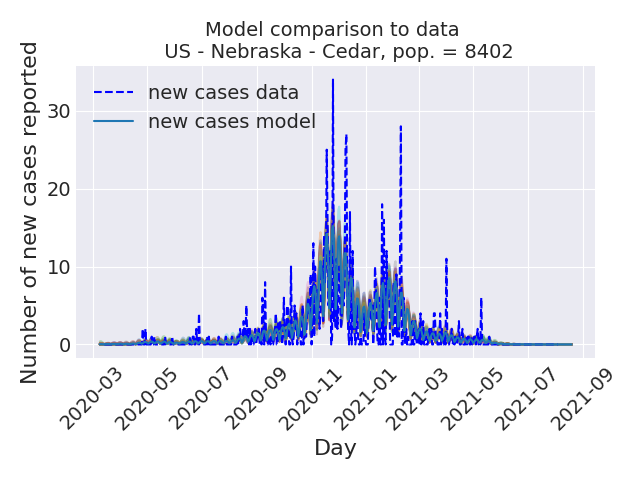 Model comparison to data
US - Nebraska - Cedar, pop. = 8402
Number of new cases reported
30
20
10
0
new cases data
new cases model
2020-03
2020-05
2020-07
2020-09
2020-11
2021-01
2021-03
2021-05
2021-07
2021-09
Day